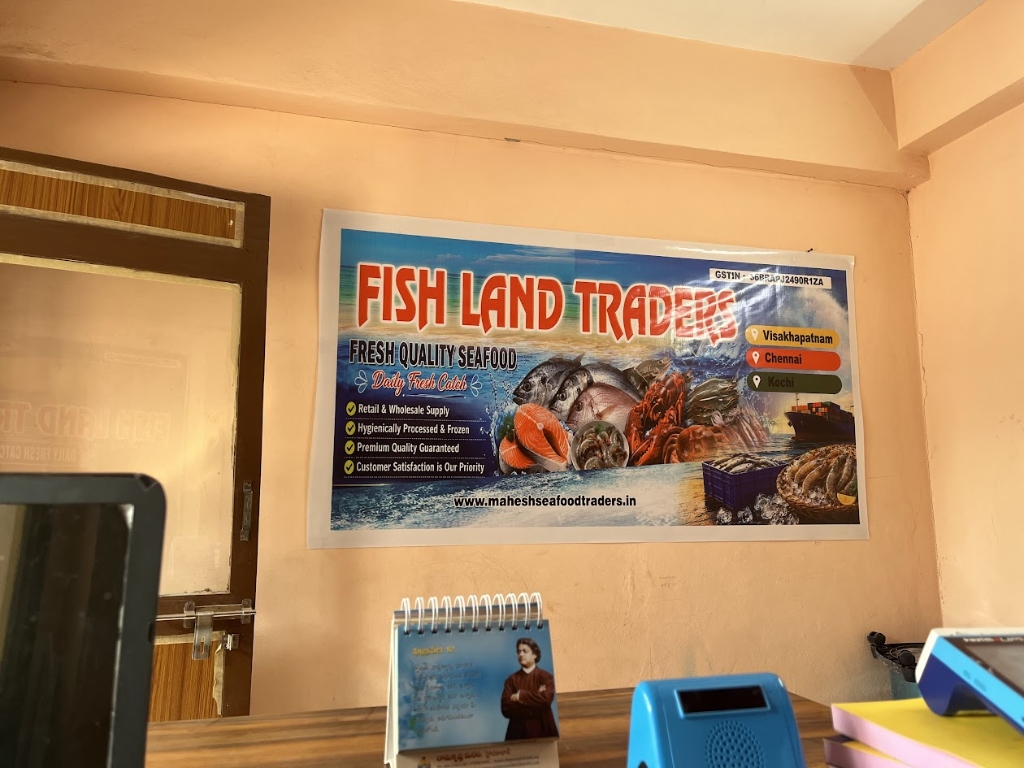 GSTIN : 36BRAPJ2490R1ZA
FISH LAND TRADERS
Visakhapatnam
Chennai
Kochi
FRESH QUALITY SEAFOOD
Daily Fresh Catch
Retail & Wholesale Supply
Hygienically Processed & Frozen
Premium Quality Guaranteed
Customer Satisfaction is Our Priority
www.maheshseafoodtraders.in